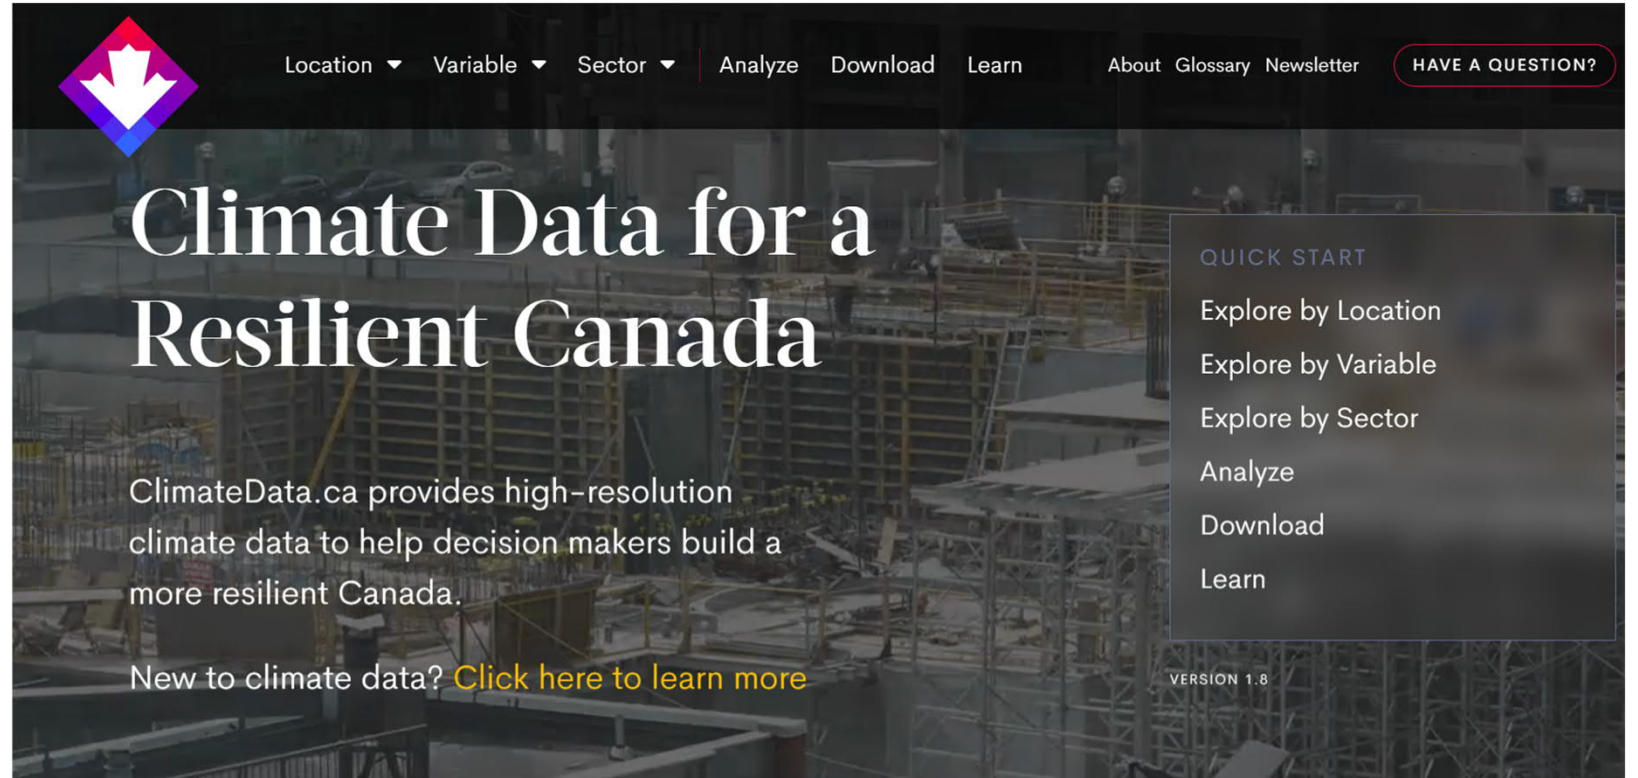 Location
Variable
Sector
Analyze
Download
Learn
About
Glossary
Newsletter
HAVE A QUESTION?
Climate Data for a
Resilient Canada
ClimateData.ca provides high-resolution
climate data to help decision makers build a
more resilient Canada.
New to climate data? Click here to learn more
QUICK START
Explore by Location
Explore by Variable
Explore by Sector
Analyze
Download
Learn
VERSION 1.8